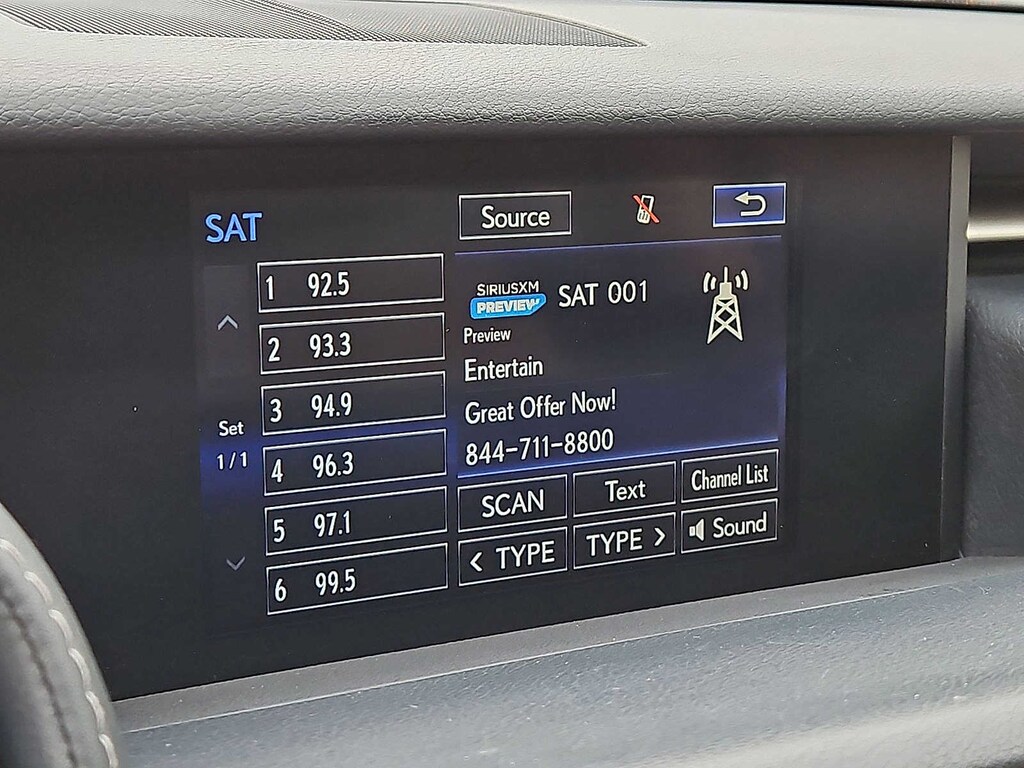 SAT
Source
1 92.5
2 93.3
3 94.9
4 96.3
5 97.1
6 99.5
Set
1/1
SIRIUSXM
PREVIEW
SAT 001
Preview
Entertain
Great Offer Now!
844-711-8800
SCAN
Text
Channel List
< TYPE
TYPE >
Sound